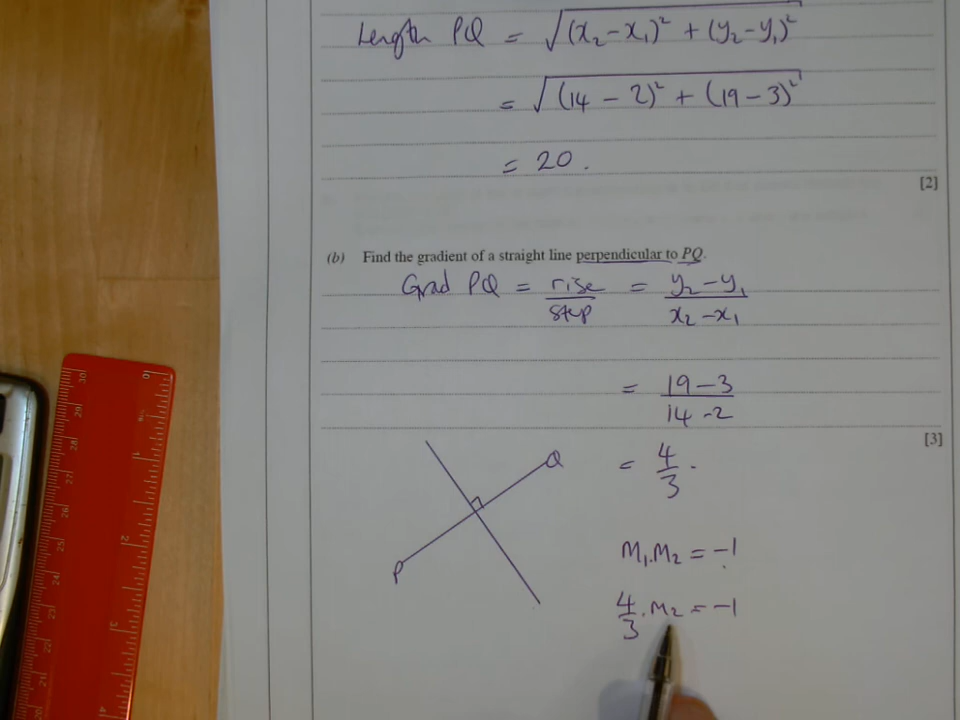 Length PQ = √(x₂-x₁)² + (y₂-y₁)²
= √(14 - 2)² + (19-3)²
= 20.
[2]
(b) Find the gradient of a straight line perpendicular to PQ.
Grad PQ = rise/step = y₂-y₁/x₂-x₁
= 19-3/14-2
[3]
= 4/3.
Q
P
M₁.M₂ = -1
4/3.M₂ = -1